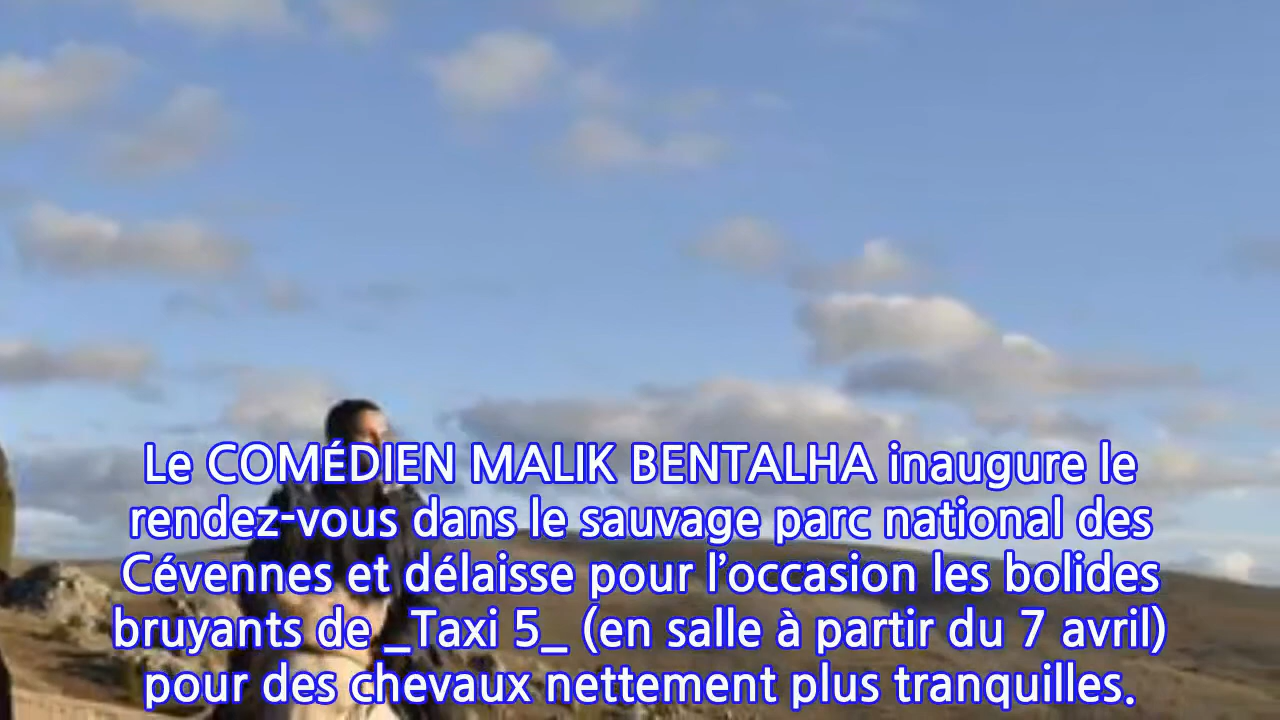 Le COMÉDIEN MALIK BENTALHA inaugure le
rendez-vous dans le sauvage parc national des
Cévennes et délaisse pour l’occasion les bolides
bruyants de _Taxi 5_ (en salle à partir du 7 avril)
pour des chevaux nettement plus tranquilles.